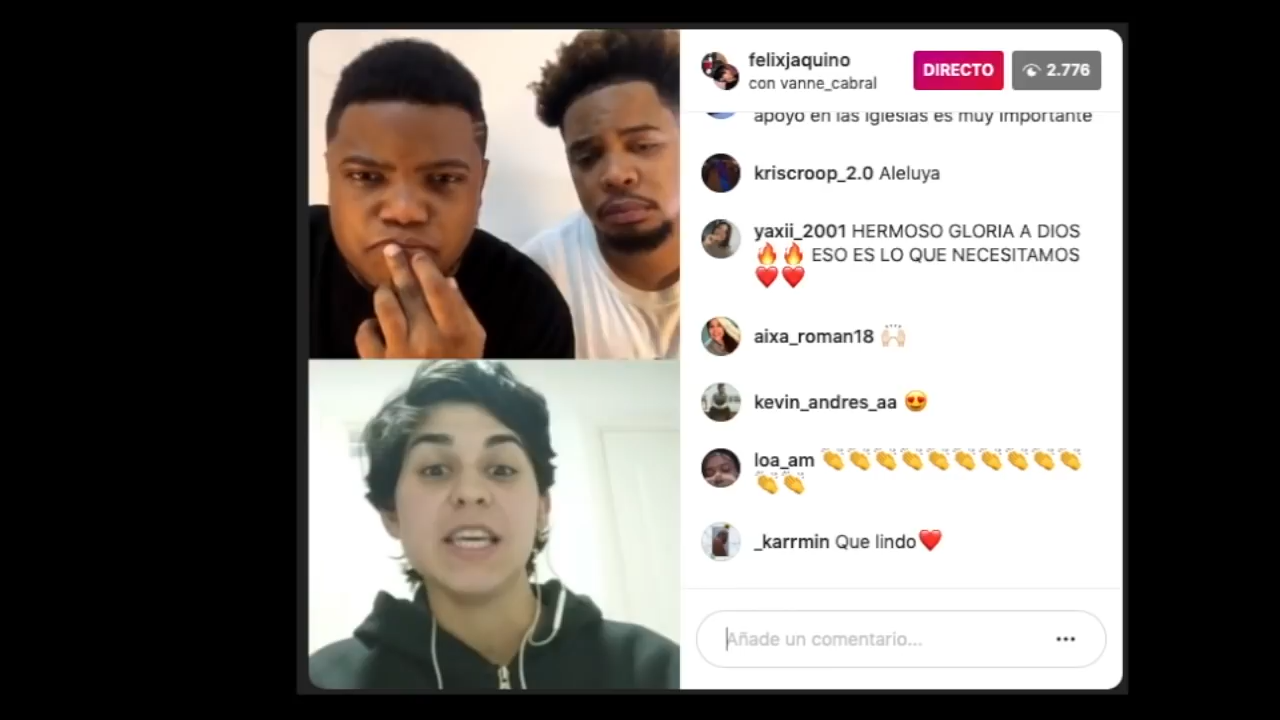 felixjaquino
con vanne_cabral
DIRECTO
2.776
apoyo en las iglesias es muy importante
kriscroop_2.0 Aleluya
yaxii_2001 HERMOSO GLORIA A DIOS
🔥🔥 ESO ES LO QUE NECESITAMOS
❤️❤️
aixa_roman18 🙌🏻
kevin_andres_aa 😍
loa_am 👏👏👏👏👏👏👏👏👏👏
👏👏
_karrmin Que lindo❤️
Añade un comentario...